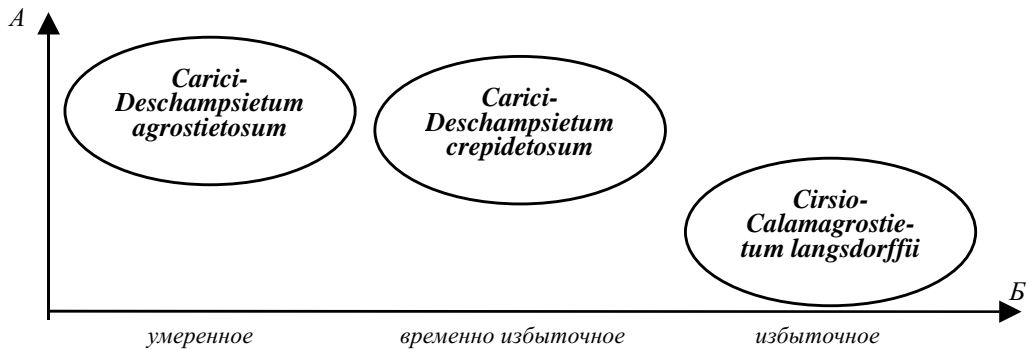 А
Carici-
Deschampsietum
agrostietosum
Carici-
Deschampsietum
crepidetosum
Cirsio-
Calamagrostie-
tum langsdorffii
Б
умеренное
временно избыточное
избыточное